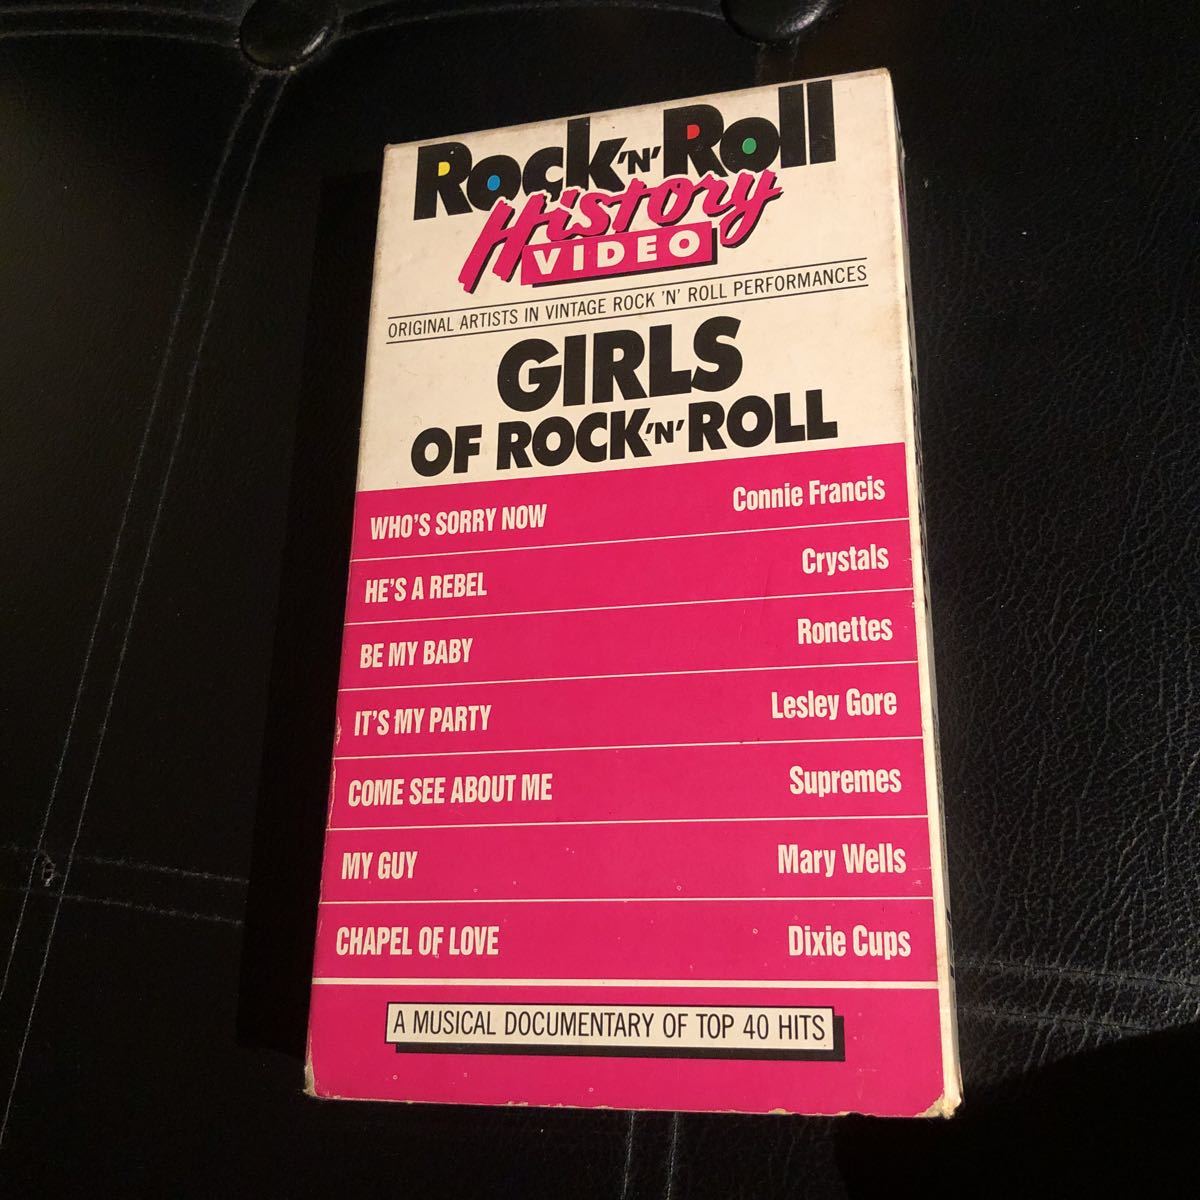 Rock 'N' Roll
History
VIDEO
ORIGINAL ARTISTS IN VINTAGE ROCK 'N' ROLL PERFORMANCES
GIRLS
OF ROCK 'N' ROLL
WHO'S SORRY NOW Connie Francis
HE'S A REBEL Crystals
BE MY BABY Ronettes
IT'S MY PARTY Lesley Gore
COME SEE ABOUT ME Supremes
MY GUY Mary Wells
CHAPEL OF LOVE Dixie Cups
A MUSICAL DOCUMENTARY OF TOP 40 HITS